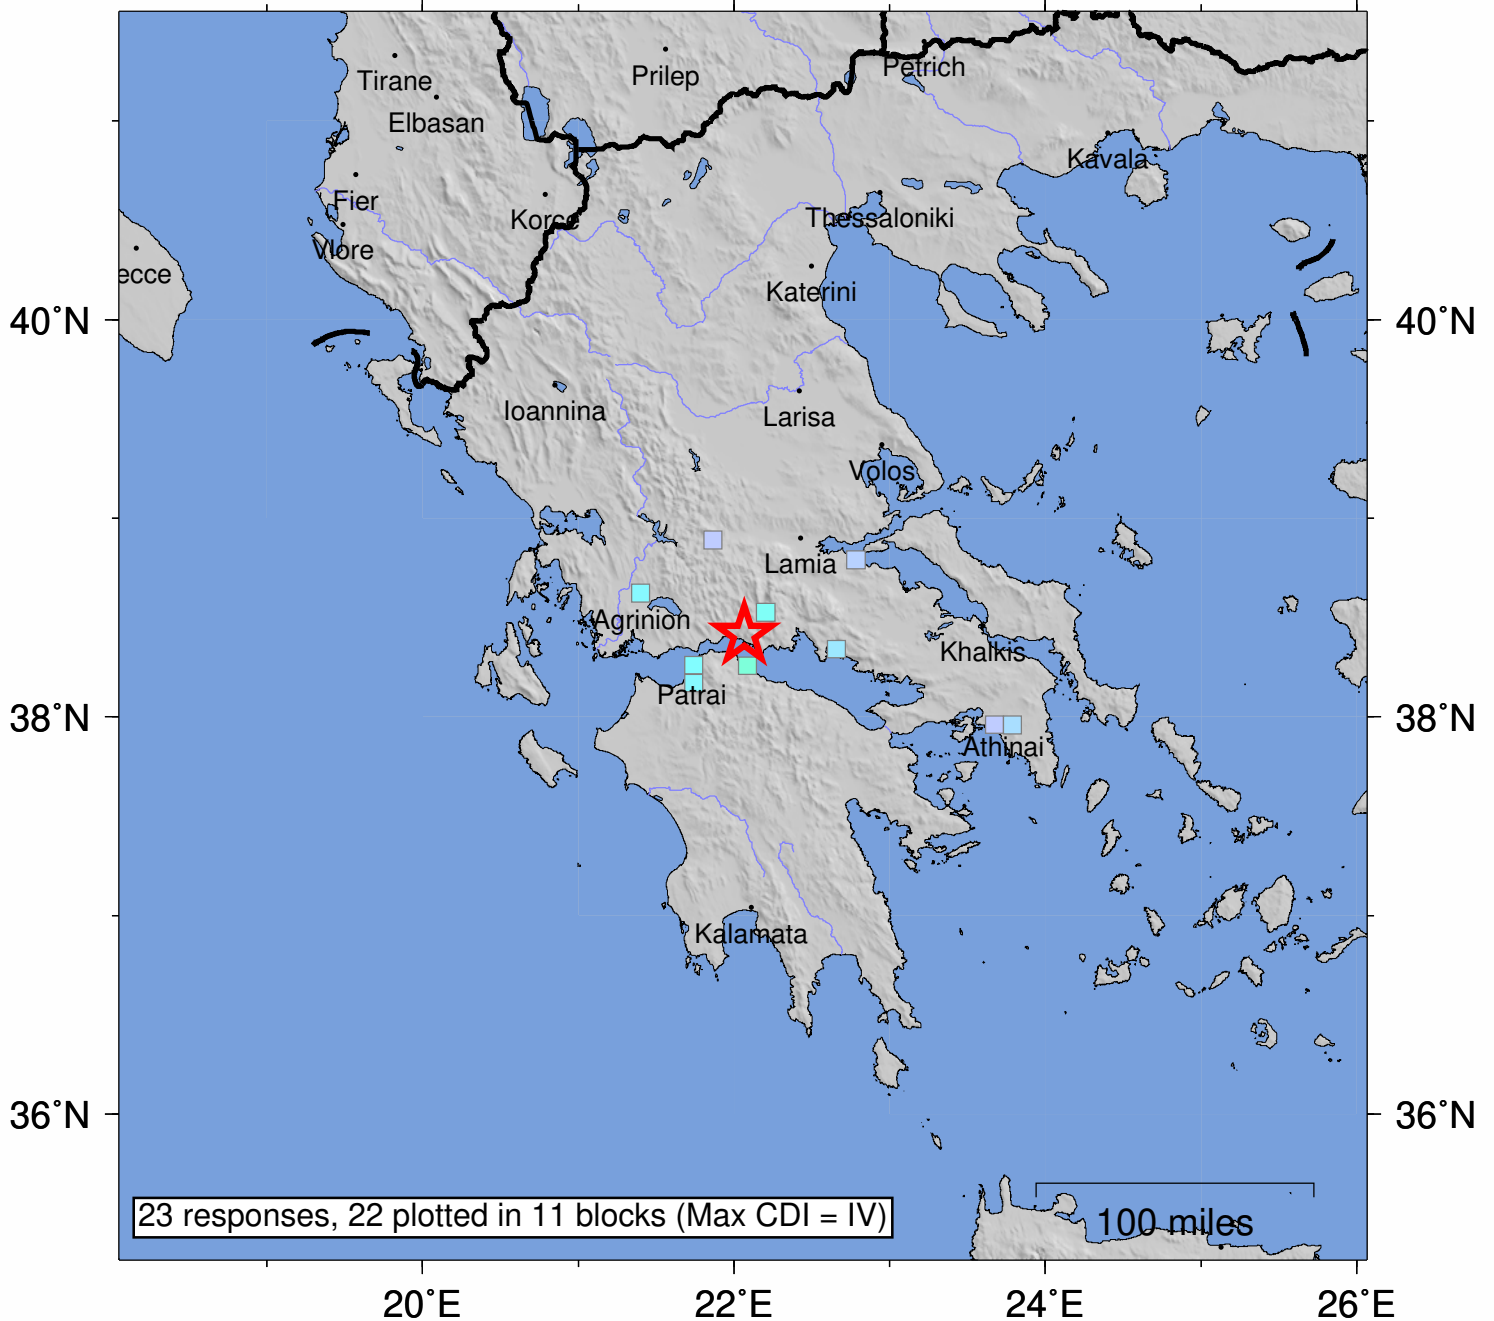 Tirane
Prilep
Petrich
Elbasan
Kavala
Fier
Korce
Thessaloniki
Vlore
ecce
Katerini
40°N
40°N
Ioannina
Larisa
Volos
Lamia
Agrinion
Khalkis
Patrai
38°N
38°N
Athinai
Kalamata
36°N
36°N
23 responses, 22 plotted in 11 blocks (Max CDI = IV)
100 miles
20°E
22°E
24°E
26°E